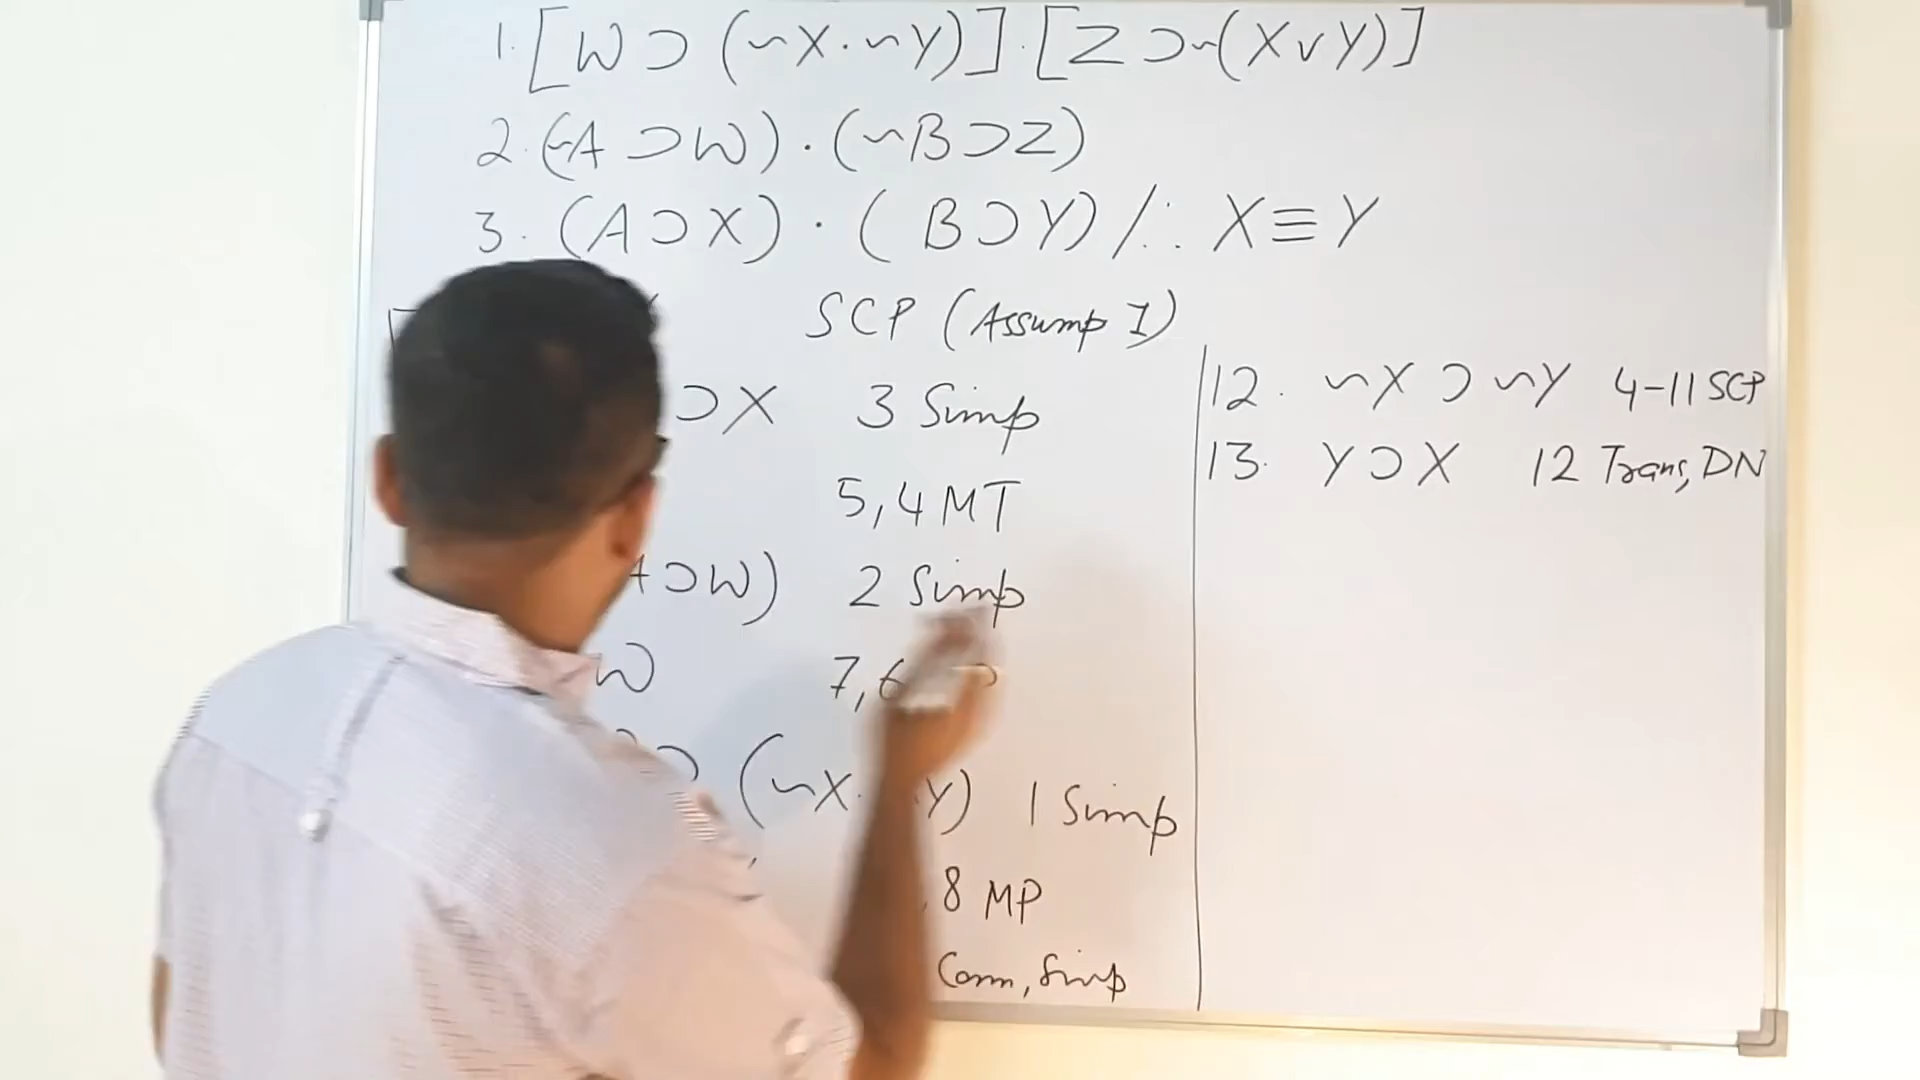 1. [W ⊃ (~X · ~Y)] · [Z ⊃ ~(X v Y)]
2. (~A ⊃ W) · (~B ⊃ Z)
3. (A ⊃ X) · (B ⊃ Y) /∴ X ≡ Y
SCP (Assump 1)
⊃ X 3 Simp
5,4 MT
⊃ W) 2 Simp
W 7,6
⊃ (~X · Y) 1 Simp
,8 MP
Com, Simp
12. ~X ⊃ ~Y 4-11 SCP
13. Y ⊃ X 12 Trans, DN